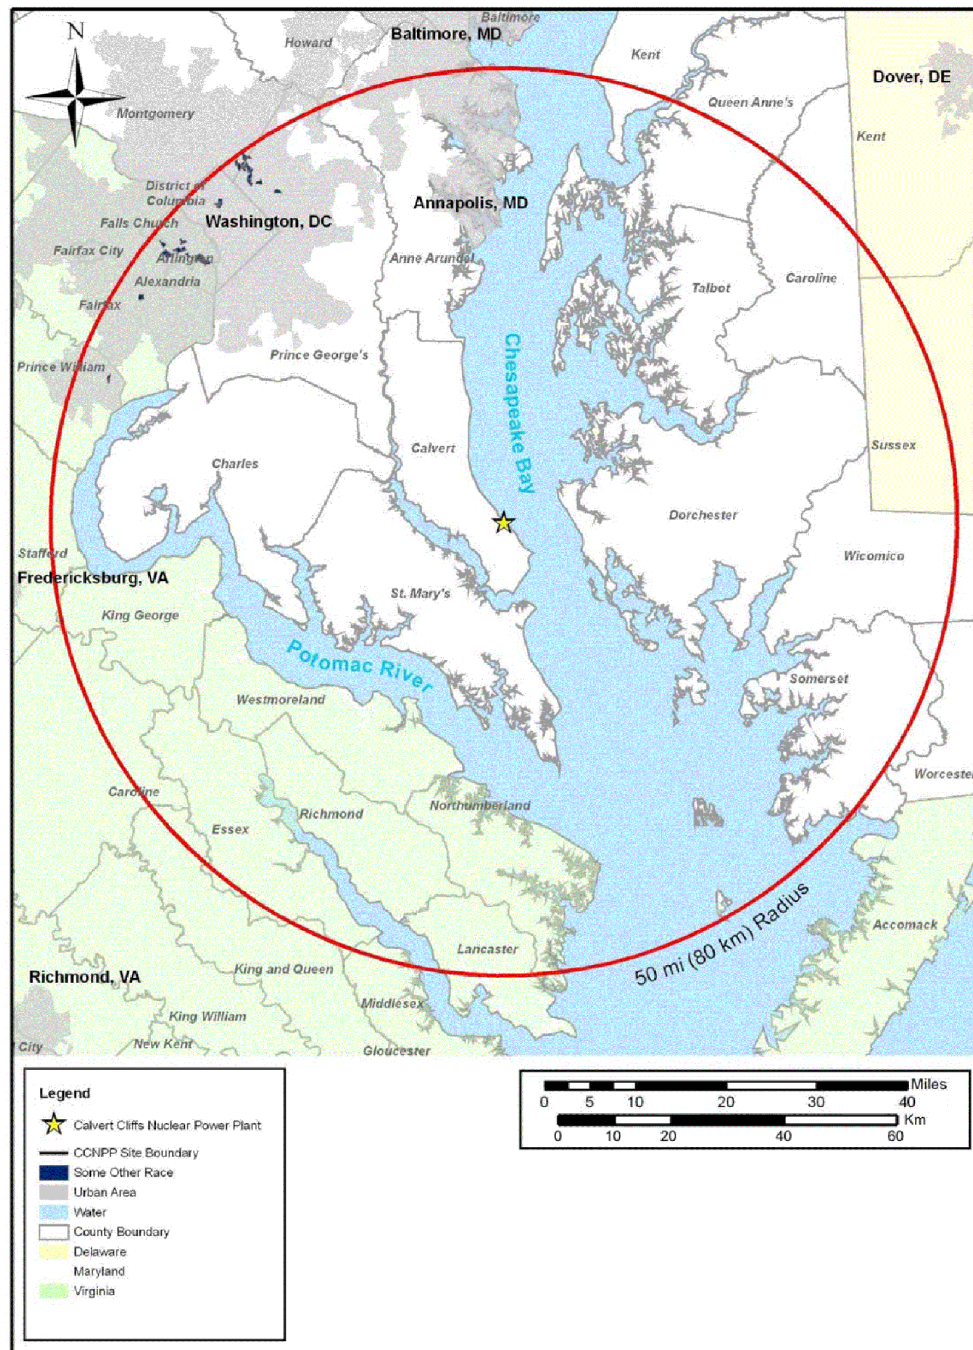 N
Baltimore
Baltimore, MD
Howard
Kent
Dover, DE
Queen Anne's
Montgomery
Kent
District of
Columbia
Annapolis, MD
Washington, DC
Falls Church
Fairfax City
Arlington
Anne Arundel
Caroline
Alexandria
Talbot
Fairfax
Prince George's
Prince William
Chesapeake Bay
Calvert
Sussex
Charles
Dorchester
Stafford
Wicomico
Fredericksburg, VA
St. Mary's
King George
Potomac River
Somerset
Westmoreland
Worcester
Caroline
Northumberland
Richmond
Essex
50 mi (80 km) Radius
Accomack
Lancaster
King and Queen
Richmond, VA
Middlesex
King William
New Kent
City
Gloucester
Legend
Calvert Cliffs Nuclear Power Plant
CCNPP Site Boundary
Some Other Race
Urban Area
Water
County Boundary
Delaware
Maryland
Virginia
Miles
0 5 10 20 30 40
Km
0 10 20 40 60